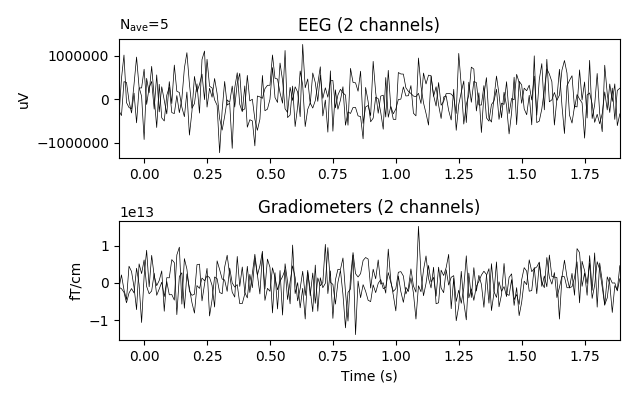 N_ave=5
EEG (2 channels)
1000000
0
−1000000
uV
0.00 0.25 0.50 0.75 1.00 1.25 1.50 1.75
1e13
Gradiometers (2 channels)
1
0
−1
fT/cm
0.00 0.25 0.50 0.75 1.00 1.25 1.50 1.75
Time (s)